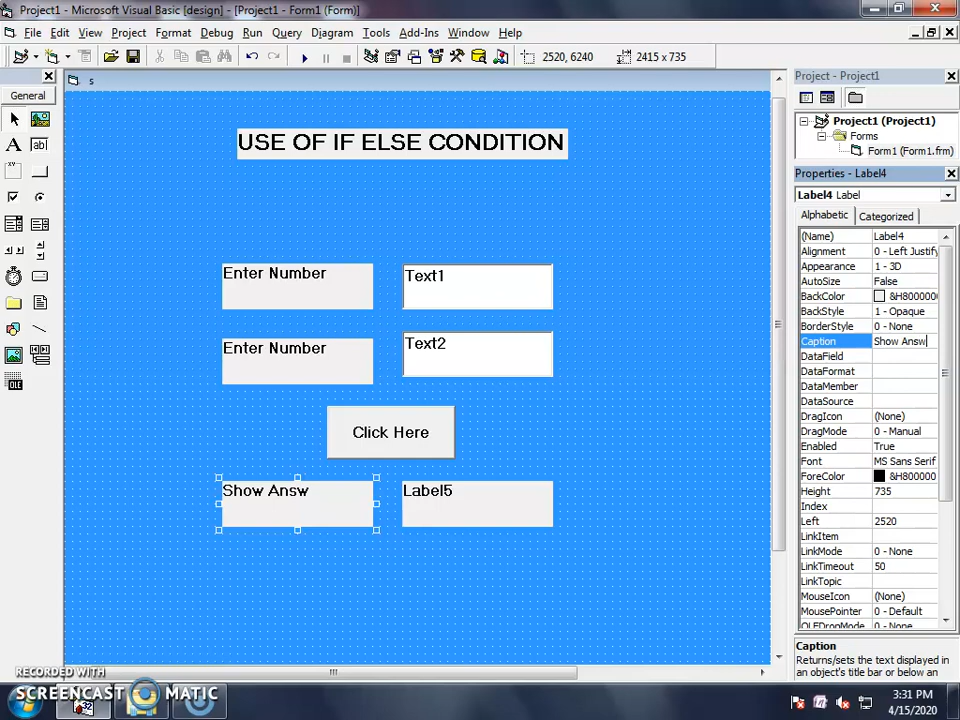 Project1 - Microsoft Visual Basic [design] - [Project1 - Form1 (Form)]
File Edit View Project Format Debug Run Query Diagram Tools Add-Ins Window Help
2520, 6240 2415 x 735
General
s
USE OF IF ELSE CONDITION
Enter Number Text1
Enter Number Text2
Click Here
Show Answ Label5
Project - Project1
Project1 (Project1)
Forms
Form1 (Form1.frm)
Properties - Label4
Label4 Label
Alphabetic Categorized
(Name) Label4
Alignment 0 - Left Justify
Appearance 1 - 3D
AutoSize False
BackColor &H8000000
BackStyle 1 - Opaque
BorderStyle 0 - None
Caption Show Answ
DataField
DataFormat
DataMember
DataSource
DragIcon (None)
DragMode 0 - Manual
Enabled True
Font MS Sans Serif
ForeColor &H800000
Height 735
Index
Left 2520
LinkItem
LinkMode 0 - None
LinkTimeout 50
LinkTopic
MouseIcon (None)
MousePointer 0 - Default
OLEDropMode 0 - None
Caption
Returns/sets the text displayed in
an object's title bar or below an
RECORDED WITH
SCREENCAST MATIC
3:31 PM
4/15/2020